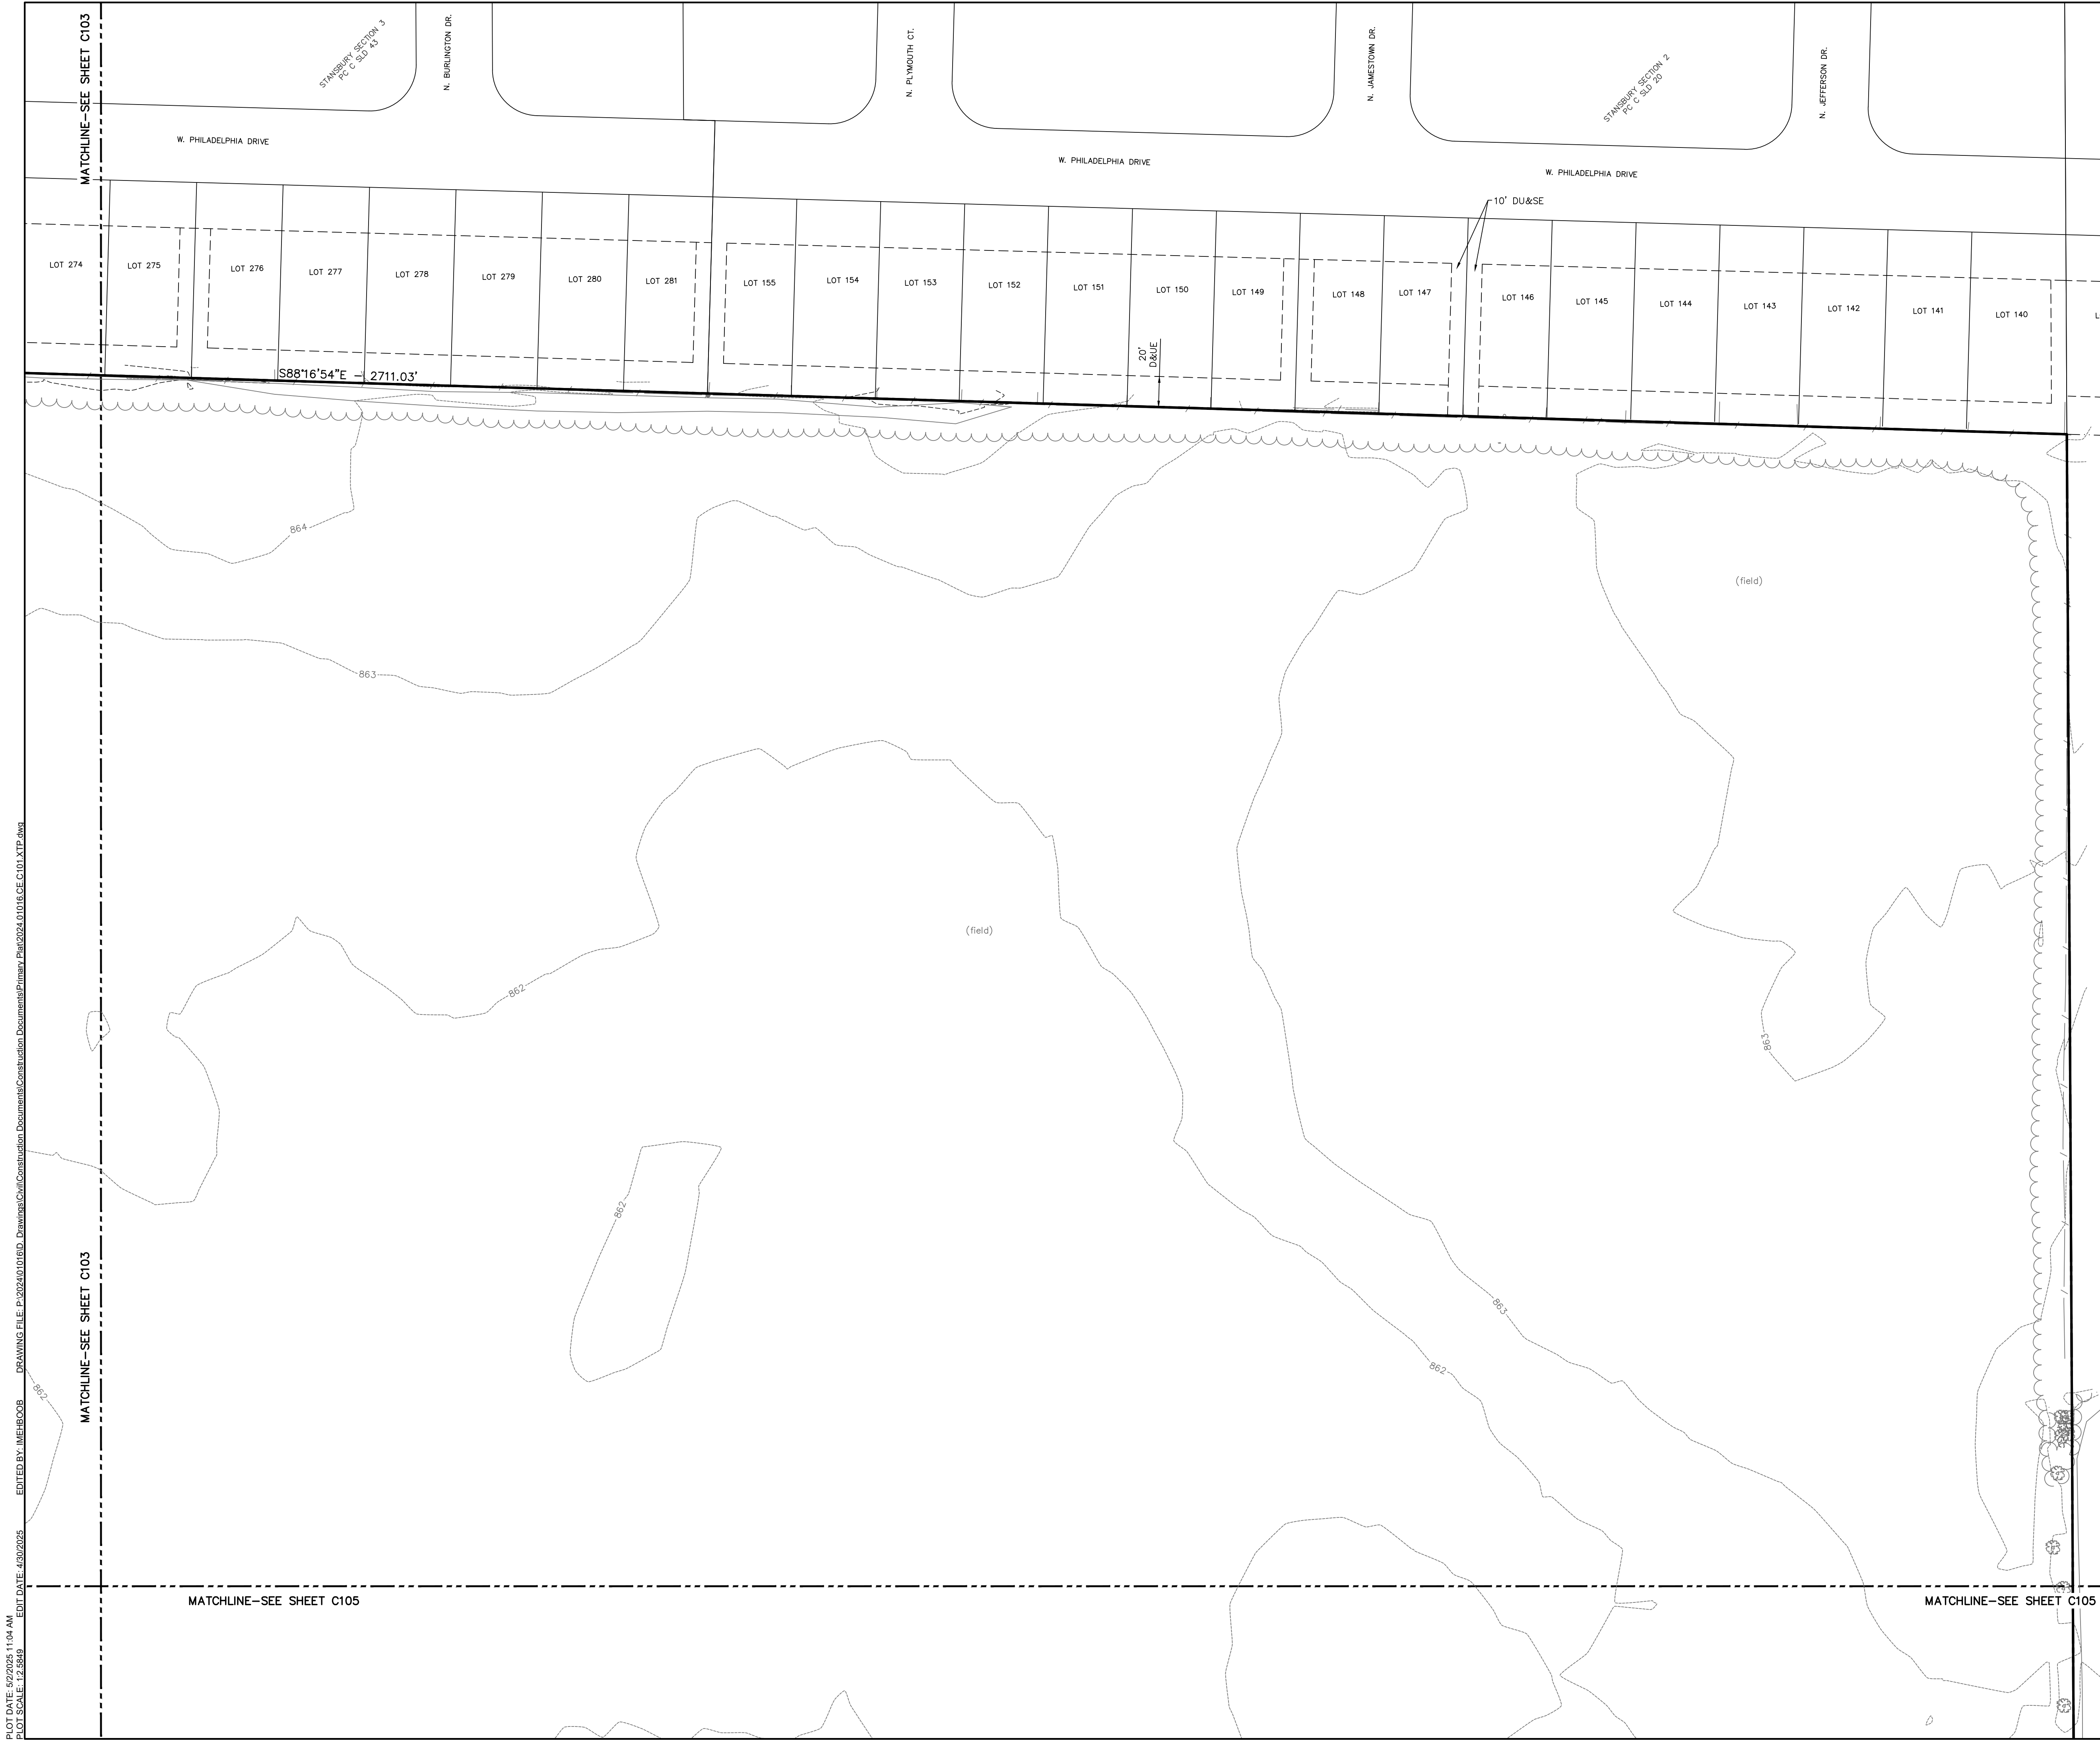 MATCHLINE-SEE SHEET C103
STANSBURY SECTION 3
PC C SLD 43
N. BURLINGTON DR.
N. PLYMOUTH CT.
N. JAMESTOWN DR.
STANSBURY SECTION 2
PC C SLD 20
N. JEFFERSON DR.
W. PHILADELPHIA DRIVE
W. PHILADELPHIA DRIVE
W. PHILADELPHIA DRIVE
10' DU&SE
LOT 274
LOT 275
LOT 276
LOT 277
LOT 278
LOT 279
LOT 280
LOT 281
LOT 155
LOT 154
LOT 153
LOT 152
LOT 151
LOT 150
LOT 149
LOT 148
LOT 147
LOT 146
LOT 145
LOT 144
LOT 143
LOT 142
LOT 141
LOT 140
L
20'
D&UE
S88°16'54"E - 2711.03'
864
(field)
863
(field)
862
863
862
863
862
862
MATCHLINE-SEE SHEET C103
MATCHLINE-SEE SHEET C105
MATCHLINE-SEE SHEET C105
PLOT DATE: 5/2/2025 11:04 AM
PLOT SCALE: 1:2.5849 EDIT DATE: 4/30/2025 EDITED BY: IMEHBOOB DRAWING FILE: P:\2024\01016\D. Drawings\Civil\Construction Documents\Construction Documents\Primary Plat\2024.01016.CE.C101.XTP.dwg